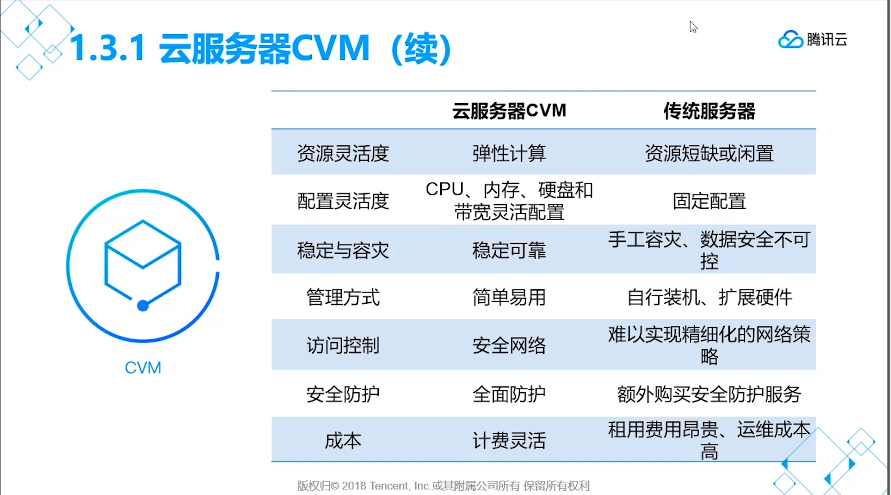 1.3.1 云服务器CVM（续）
腾讯云
云服务器CVM 传统服务器
资源灵活度 弹性计算 资源短缺或闲置
配置灵活度 CPU、内存、硬盘和
带宽灵活配置 固定配置
稳定与容灾 稳定可靠 手工容灾、数据安全不可
控
管理方式 简单易用 自行装机、扩展硬件
访问控制 安全网络 难以实现精细化的网络策
略
安全防护 全面防护 额外购买安全防护服务
成本 计费灵活 租用费用昂贵、运维成本
高
CVM
版权归© 2018 Tencent, Inc.或其附属公司所有 保留所有权利